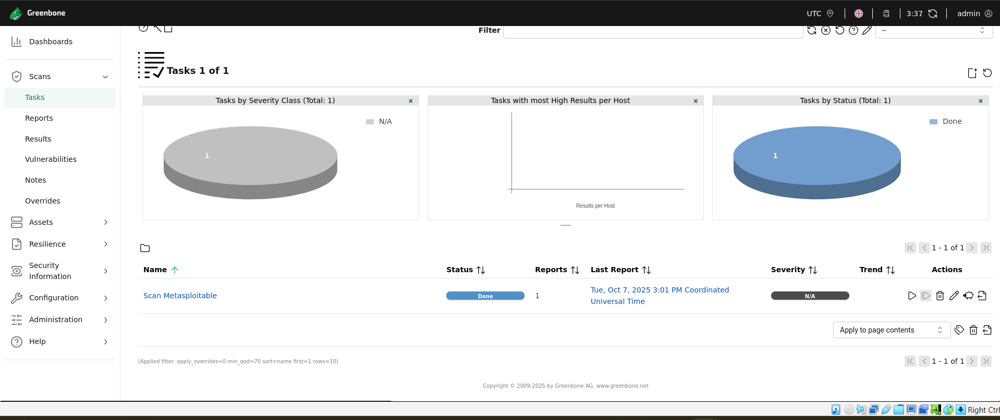 Greenbone
UTC
3:37
admin
Filter
--
Dashboards
Scans
Tasks
Reports
Results
Vulnerabilities
Notes
Overrides
Assets
Resilience
Security
Information
Configuration
Administration
Help
Tasks 1 of 1
Tasks by Severity Class (Total: 1)
×
N/A
1
Tasks with most High Results per Host
×
Results per Host
Tasks by Status (Total: 1)
×
Done
1
1 - 1 of 1
Name Status Reports Last Report Severity Trend Actions
Scan Metasploitable Done 1 Tue, Oct 7, 2025 3:01 PM Coordinated
Universal Time
N/A
Apply to page contents
(Applied filter: apply_overrides=0 min_qod=70 sort=name first=1 rows=10)
1 - 1 of 1
Copyright © 2009-2025 by Greenbone AG, www.greenbone.net
Right Ctrl